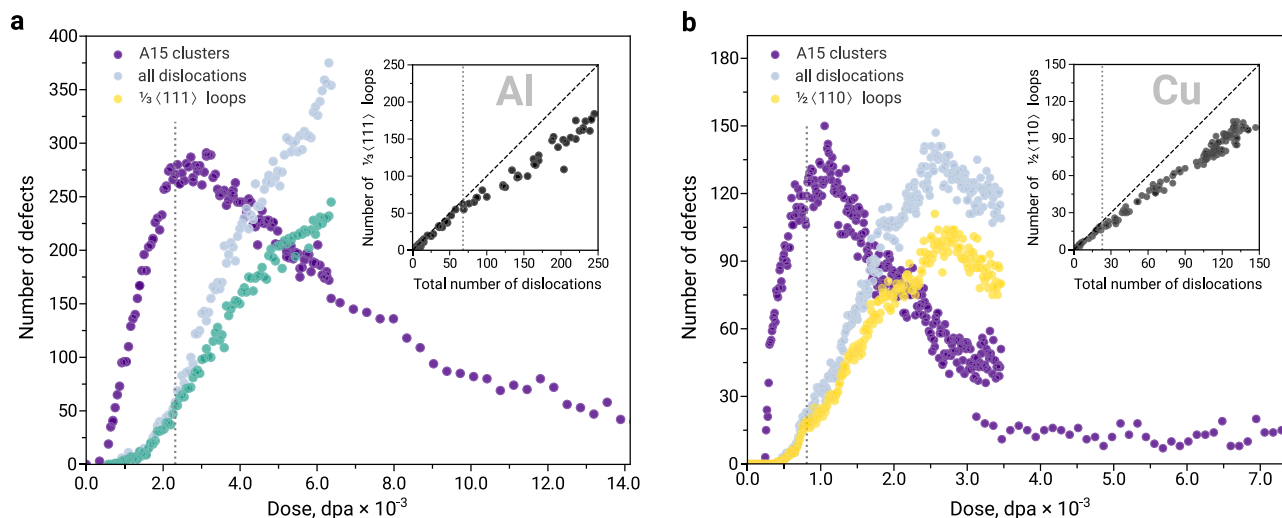 a
400
350
300
250
200
150
100
50
0
Number of defects
A15 clusters
all dislocations
⅓⟨111⟩ loops
0.0 2.0 4.0 6.0 8.0 10.0 12.0 14.0
Dose, dpa × 10⁻³
Al
250
200
150
100
50
0
Number of ⅓⟨111⟩ loops
0 50 100 150 200 250
Total number of dislocations
b
180
150
120
90
60
30
0
Number of defects
A15 clusters
all dislocations
½⟨110⟩ loops
0.0 1.0 2.0 3.0 4.0 5.0 6.0 7.0
Dose, dpa × 10⁻³
Cu
150
120
90
60
30
0
Number of ½⟨110⟩ loops
0 30 60 90 120 150
Total number of dislocations